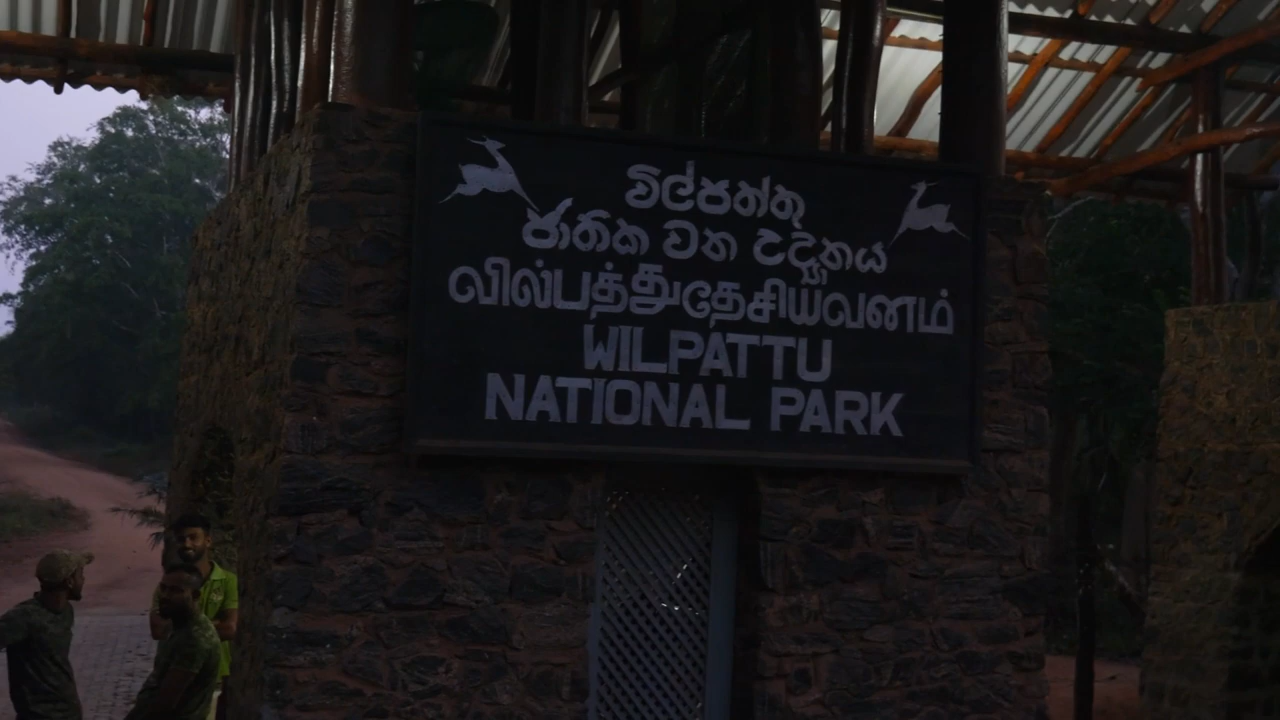 විල්පත්තු
ජාතික වන උද්‍යානය
வில்பத்துதேசியவனம்
WILPATTU
NATIONAL PARK